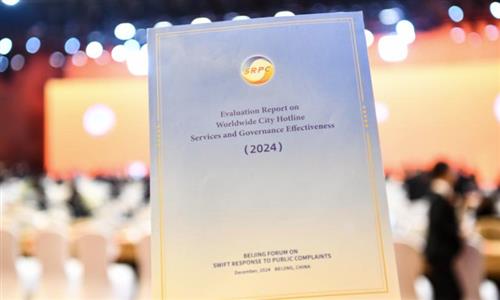 SRPC
Evaluation Report on
Worldwide City Hotline
Services and Governance Effectiveness
(2024)
BEIJING FORUM ON
SWIFT RESPONSE TO PUBLIC COMPLAINTS
December, 2024 BEIJING, CHINA